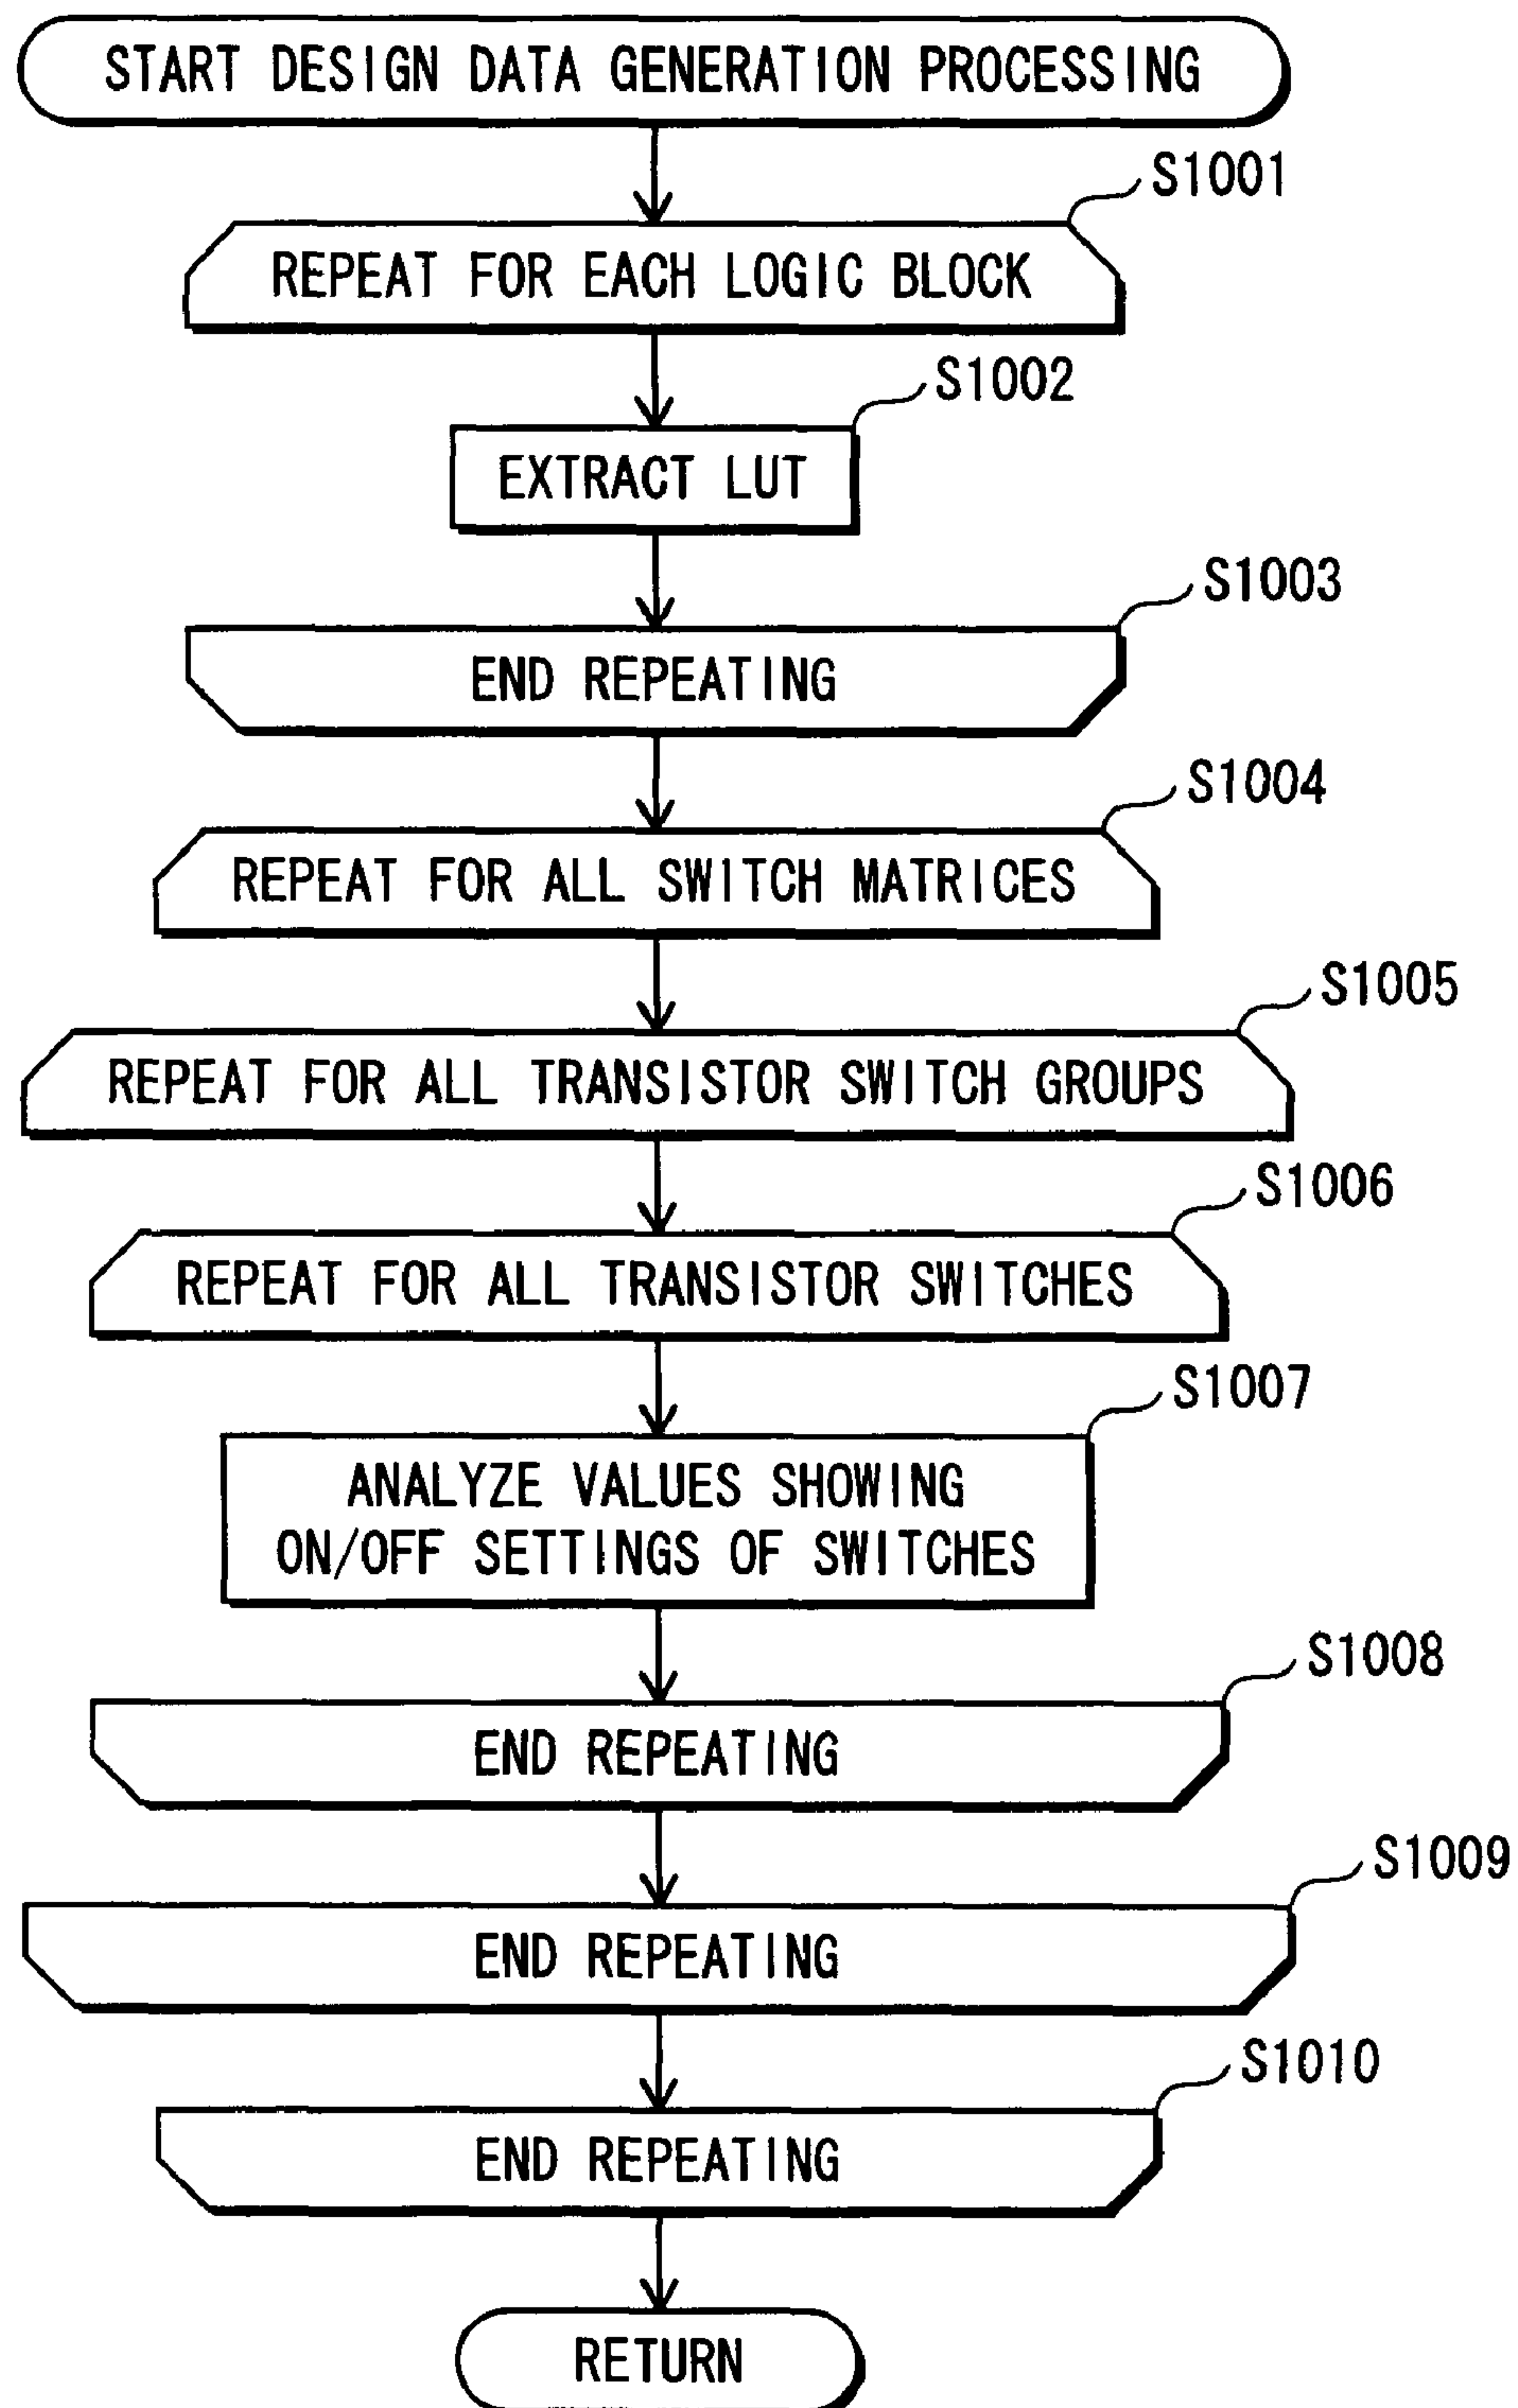 START DESIGN DATA GENERATION PROCESSING
S1001
REPEAT FOR EACH LOGIC BLOCK
S1002
EXTRACT LUT
S1003
END REPEATING
S1004
REPEAT FOR ALL SWITCH MATRICES
S1005
REPEAT FOR ALL TRANSISTOR SWITCH GROUPS
S1006
REPEAT FOR ALL TRANSISTOR SWITCHES
S1007
ANALYZE VALUES SHOWING
ON/OFF SETTINGS OF SWITCHES
S1008
END REPEATING
S1009
END REPEATING
S1010
END REPEATING
RETURN